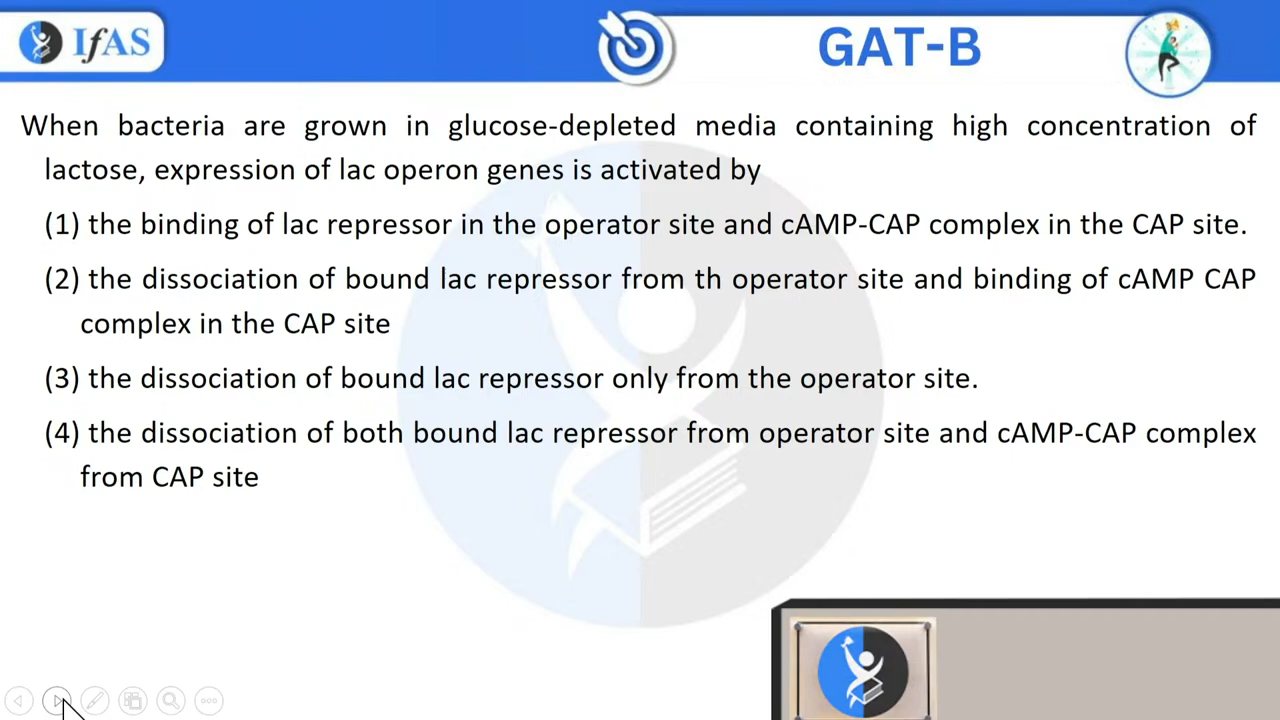 IfAS
GAT-B
When bacteria are grown in glucose-depleted media containing high concentration of
lactose, expression of lac operon genes is activated by
(1) the binding of lac repressor in the operator site and cAMP-CAP complex in the CAP site.
(2) the dissociation of bound lac repressor from th operator site and binding of cAMP CAP
complex in the CAP site
(3) the dissociation of bound lac repressor only from the operator site.
(4) the dissociation of both bound lac repressor from operator site and cAMP-CAP complex
from CAP site